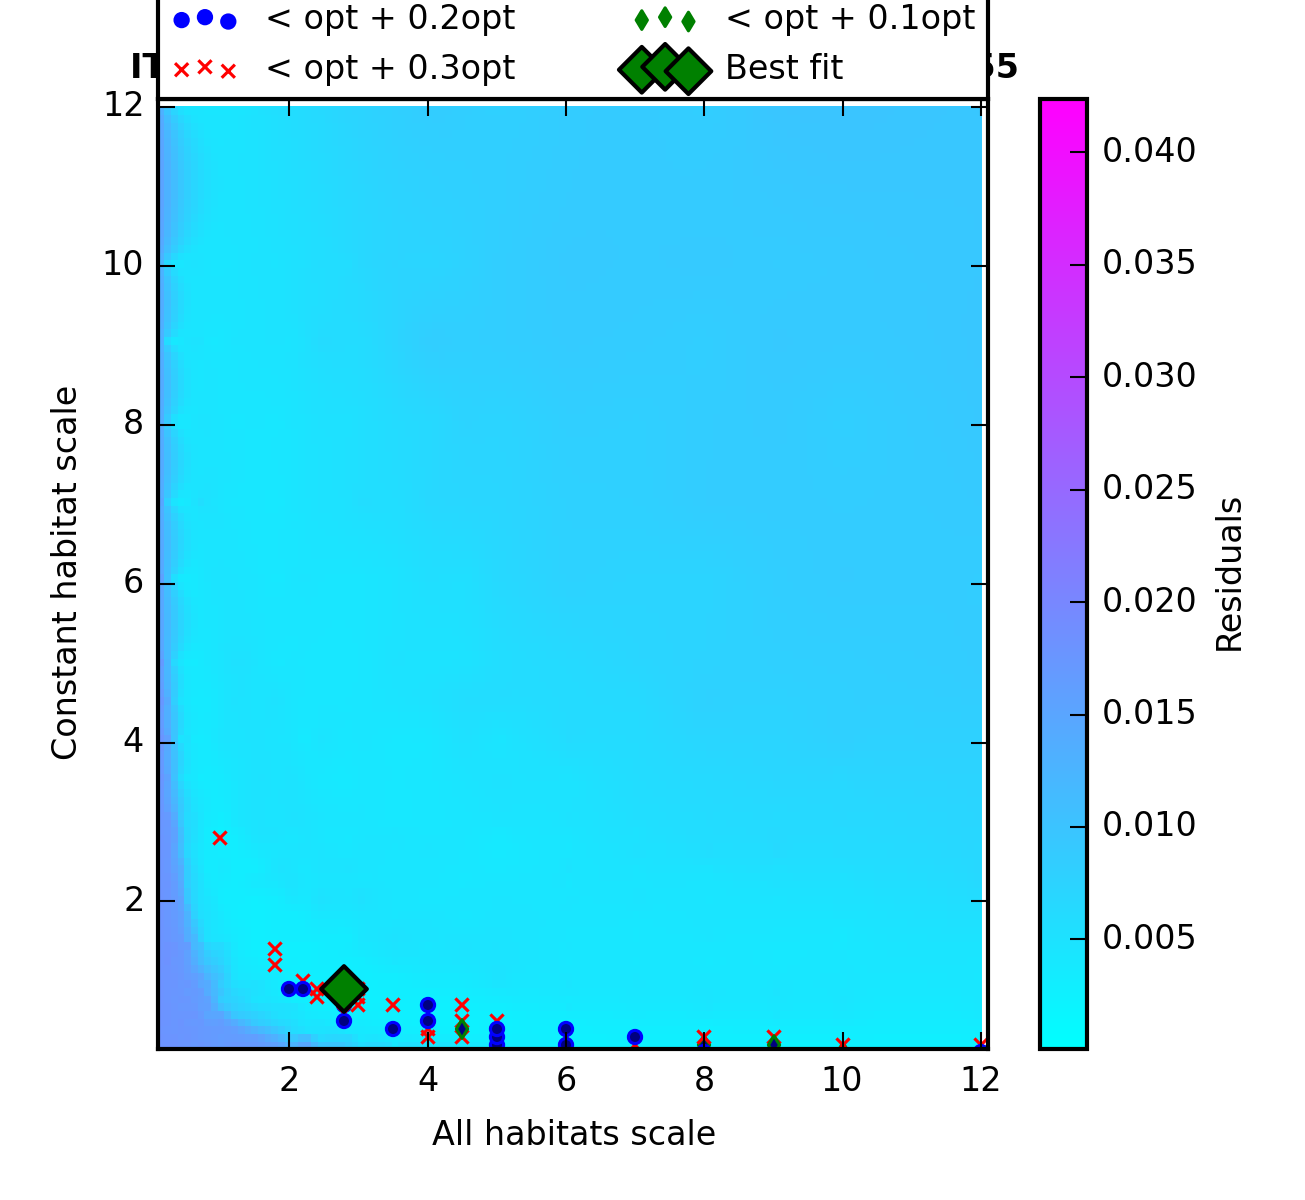 < opt + 0.2opt
< opt + 0.1opt
< opt + 0.3opt
Best fit
12
10
8
6
4
2
Constant habitat scale
2
4
6
8
10
12
All habitats scale
0.040
0.035
0.030
0.025
0.020
0.015
0.010
0.005
Residuals